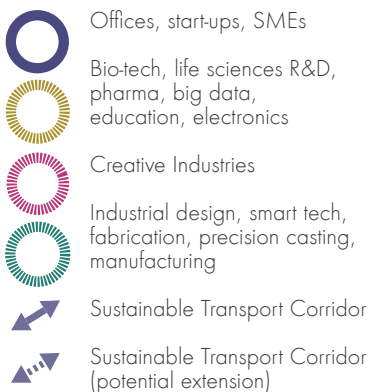 Offices, start-ups, SMEs
Bio-tech, life sciences R&D,
pharma, big data,
education, electronics
Creative Industries
Industrial design, smart tech,
fabrication, precision casting,
manufacturing
Sustainable Transport Corridor
Sustainable Transport Corridor
(potential extension)